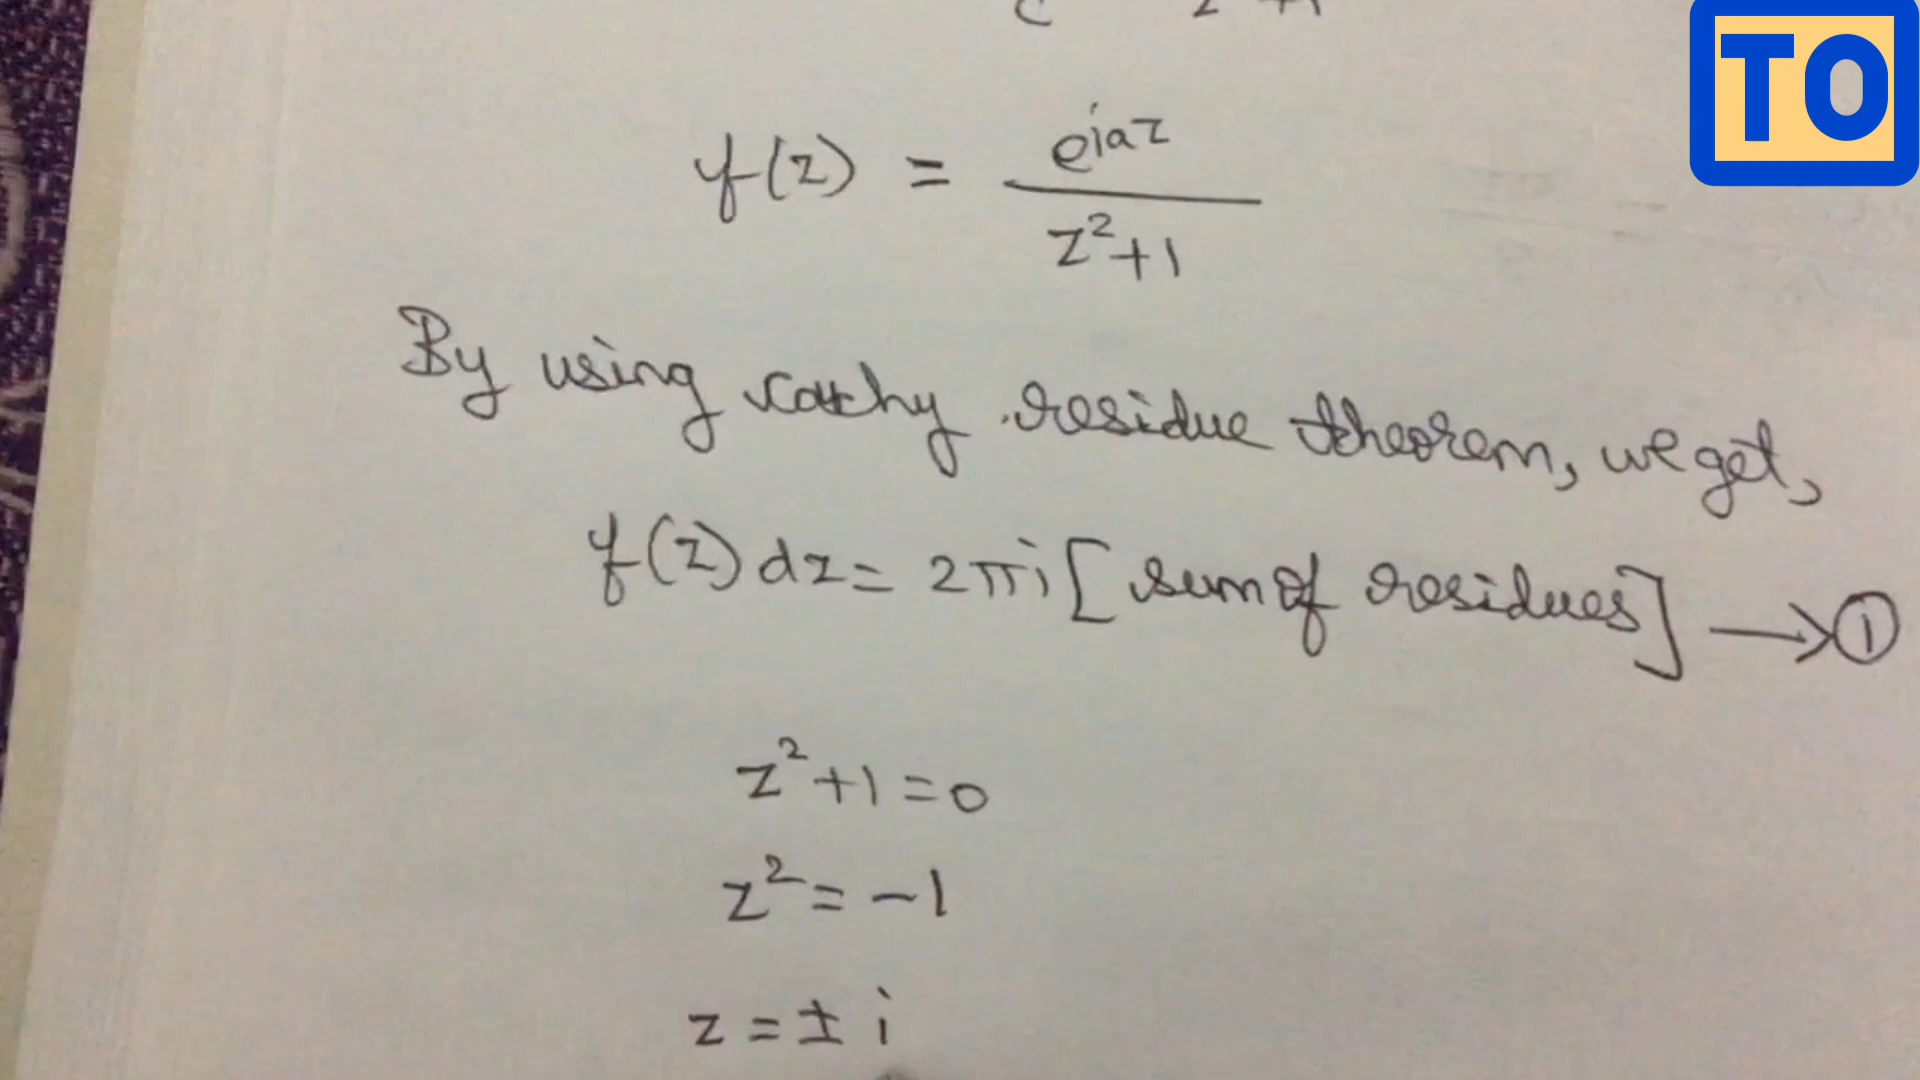 TO
f(z) = e^{iaz} / z²+1
By using cauchy residue theorem, we get,
f(z) dz = 2πi [sum of residues] → ①
z² + 1 = 0
z² = -1
z = ± i